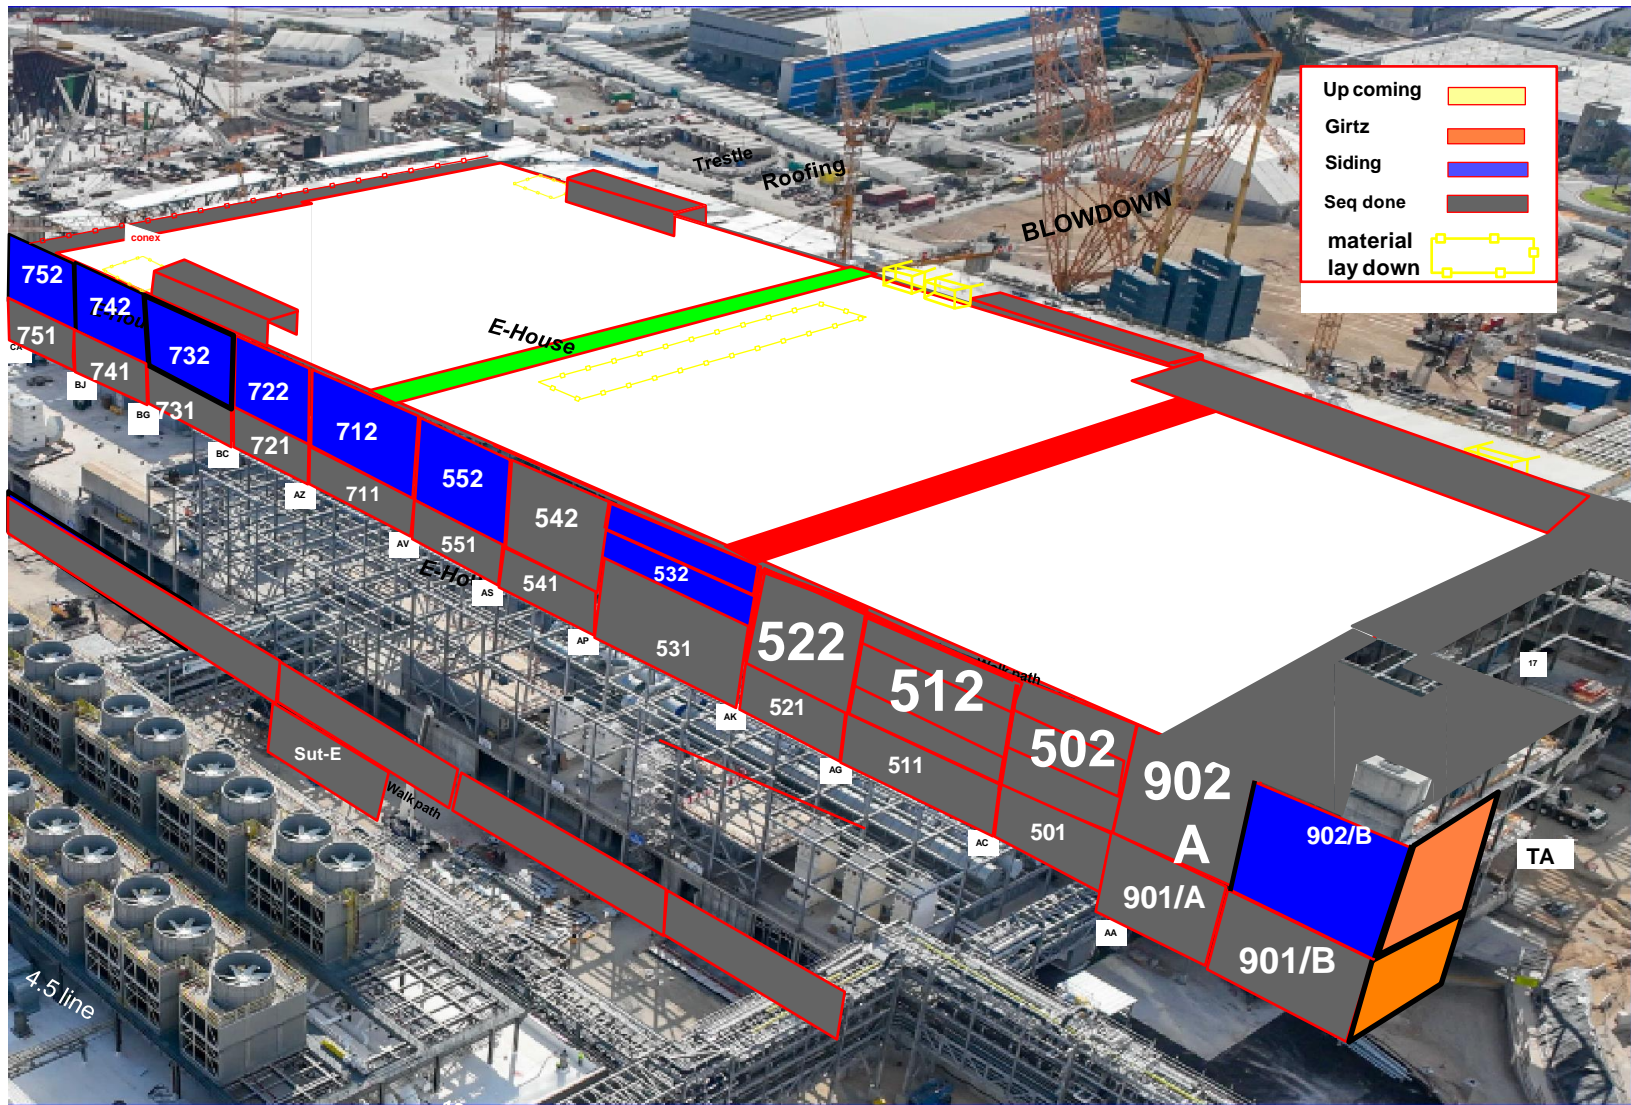 Up coming
Girtz
Siding
Seq done
material
lay down
Trestle
Roofing
BLOWDOWN
conex
E-House
752
742
732
722
712
552
542
532
522
512
502
902
A
902/B
751
741
731
721
711
551
541
531
521
511
501
901/A
901/B
CA
BJ
BG
BC
AZ
AV
AS
AP
AK
AG
AC
AA
17
TA
Sut-E
Walkpath
4.5 line